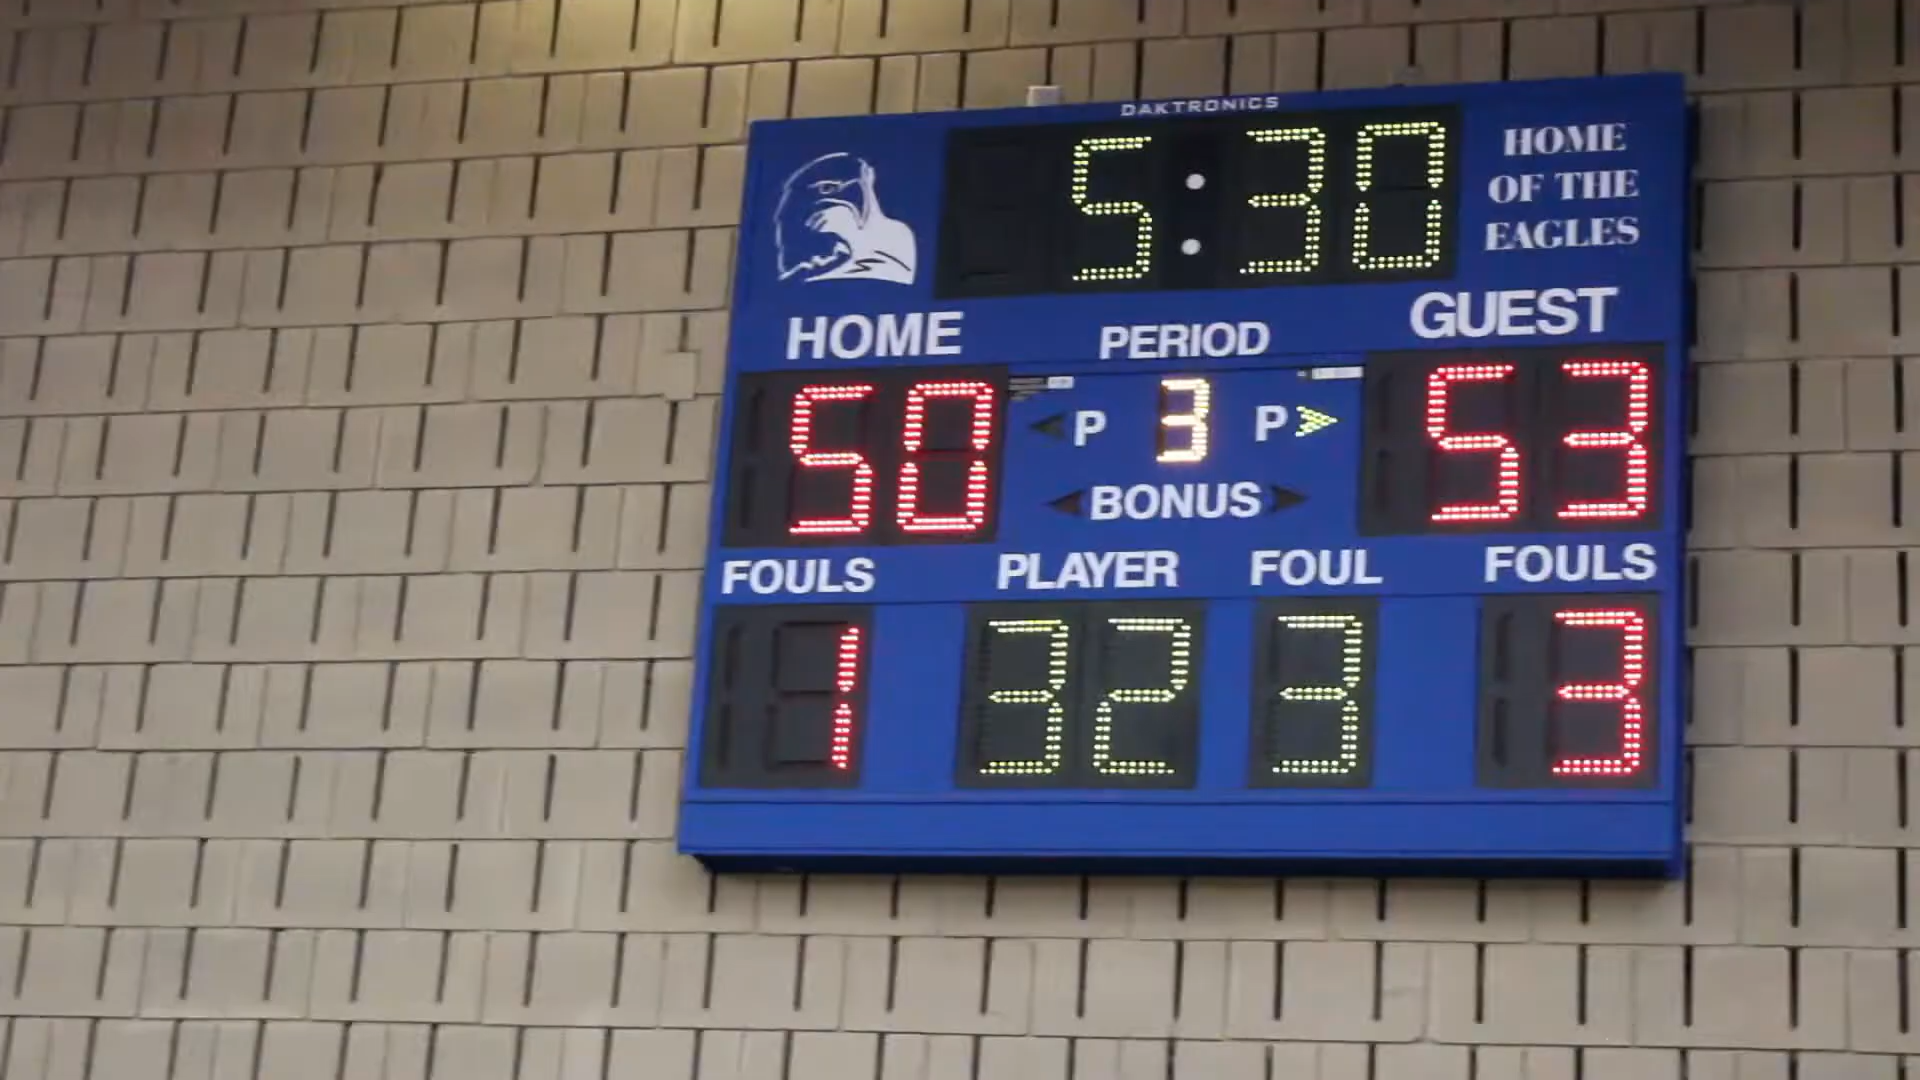 DAKTRONICS
5:30
HOME
OF THE
EAGLES
HOME
PERIOD
GUEST
50
P 3 P
53
BONUS
FOULS
PLAYER
FOUL
FOULS
1
32
3
3